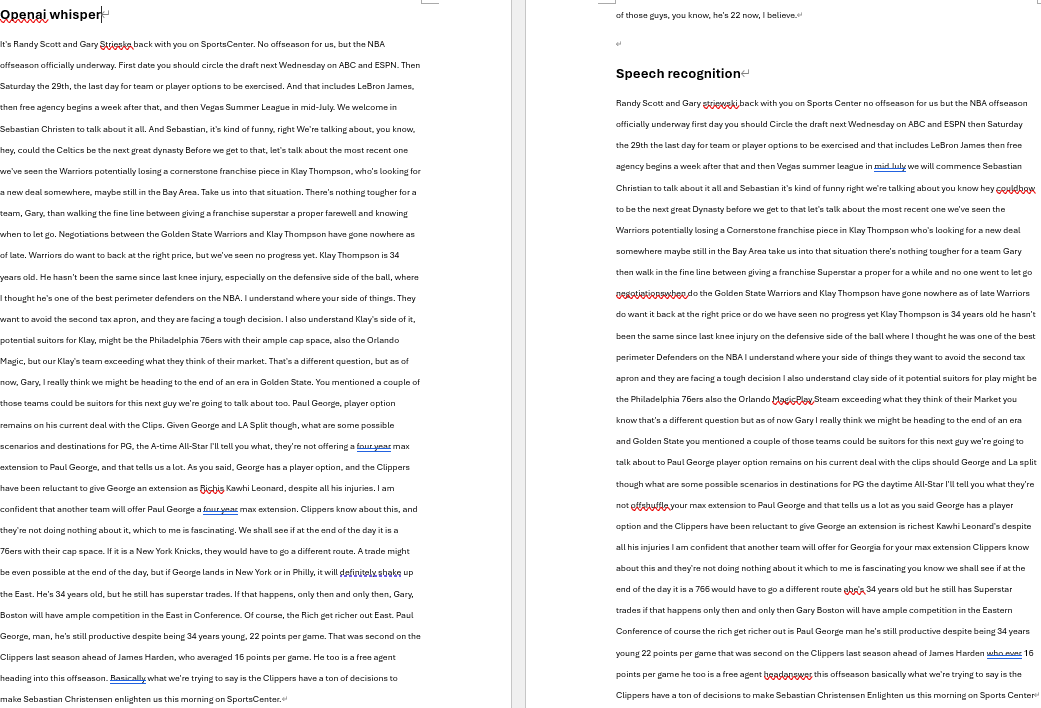 Openai whisper
It's Randy Scott and Gary Strieske back with you on SportsCenter. No offseason for us, but the NBA
offseason officially underway. First date you should circle the draft next Wednesday on ABC and ESPN. Then
Saturday the 29th, the last day for team or player options to be exercised. And that includes LeBron James,
then free agency begins a week after that, and then Vegas Summer League in mid-July. We welcome in
Sebastian Christen to talk about it all. And Sebastian, it's kind of funny, right We're talking about, you know,
hey, could the Celtics be the next great dynasty Before we get to that, let's talk about the most recent one
we've seen the Warriors potentially losing a cornerstone franchise piece in Klay Thompson, who's looking for
a new deal somewhere, maybe still in the Bay Area. Take us into that situation. There's nothing tougher for a
team, Gary, than walking the fine line between giving a franchise superstar a proper farewell and knowing
when to let go. Negotiations between the Golden State Warriors and Klay Thompson have gone nowhere as
of late. Warriors do want to back at the right price, but we've seen no progress yet. Klay Thompson is 34
years old. He hasn't been the same since last knee injury, especially on the defensive side of the ball, where
I thought he's one of the best perimeter defenders on the NBA. I understand where your side of things. They
want to avoid the second tax apron, and they are facing a tough decision. I also understand Klay's side of it,
potential suitors for Klay, might be the Philadelphia 76ers with their ample cap space, also the Orlando
Magic, but our Klay's team exceeding what they think of their market. That's a different question, but as of
now, Gary, I really think we might be heading to the end of an era in Golden State. You mentioned a couple of
those teams could be suitors for this next guy we're going to talk about too. Paul George, player option
remains on his current deal with the Clips. Given George and LA Split though, what are some possible
scenarios and destinations for PG, the A-time All-Star I'll tell you what, they're not offering a four year max
extension to Paul George, and that tells us a lot. As you said, George has a player option, and the Clippers
have been reluctant to give George an extension as Richis Kawhi Leonard, despite all his injuries. I am
confident that another team will offer Paul George a four year max extension. Clippers know about this, and
they're not doing nothing about it, which to me is fascinating. We shall see if at the end of the day it is a
76ers with their cap space. If it is a New York Knicks, they would have to go a different route. A trade might
be even possible at the end of the day, but if George lands in New York or in Philly, it will definitely shake up
the East. He's 34 years old, but he still has superstar trades. If that happens, only then and only then, Gary,
Boston will have ample competition in the East in Conference. Of course, the Rich get richer out East. Paul
George, man, he's still productive despite being 34 years young, 22 points per game. That was second on the
Clippers last season ahead of James Harden, who averaged 16 points per game. He too is a free agent
heading into this offseason. Basically what we're trying to say is the Clippers have a ton of decisions to
make Sebastian Christensen enlighten us this morning on SportsCenter.
of those guys, you know, he's 22 now, I believe.
Speech recognition
Randy Scott and Gary striewski back with you on Sports Center no offseason for us but the NBA offseason
officially underway first day you should Circle the draft next Wednesday on ABC and ESPN then Saturday
the 29th the last day for team or player options to be exercised and that includes LeBron James then free
agency begins a week after that and then Vegas summer league in mid July we will commence Sebastian
Christian to talk about it all and Sebastian it's kind of funny right we're talking about you know hey couldbow
to be the next great Dynasty before we get to that let's talk about the most recent one we've seen the
Warriors potentially losing a Cornerstone franchise piece in Klay Thompson who's looking for a new deal
somewhere maybe still in the Bay Area take us into that situation there's nothing tougher for a team Gary
then walk in the fine line between giving a franchise Superstar a proper for a while and no one went to let go
negotiationswhen do the Golden State Warriors and Klay Thompson have gone nowhere as of late Warriors
do want it back at the right price or do we have seen no progress yet Klay Thompson is 34 years old he hasn't
been the same since last knee injury on the defensive side of the ball where I thought he was one of the best
perimeter Defenders on the NBA I understand where your side of things they want to avoid the second tax
apron and they are facing a tough decision I also understand clay side of it potential suitors for play might be
the Philadelphia 76ers also the Orlando MagicPlay Steam exceeding what they think of their Market you
know that's a different question but as of now Gary I really think we might be heading to the end of an era
and Golden State you mentioned a couple of those teams could be suitors for this next guy we're going to
talk about to Paul George player option remains on his current deal with the clips should George and La split
though what are some possible scenarios in destinations for PG the daytime All-Star I'll tell you what they're
not offshuffle your max extension to Paul George and that tells us a lot as you said George has a player
option and the Clippers have been reluctant to give George an extension is richest Kawhi Leonard's despite
all his injuries I am confident that another team will offer for Georgia for your max extension Clippers know
about this and they're not doing nothing about it which to me is fascinating you know we shall see if at the
end of the day it is a 766 would have to go a different route abe's 34 years old but he still has Superstar
trades if that happens only then and only then Gary Boston will have ample competition in the Eastern
Conference of course the rich get richer out is Paul George man he's still productive despite being 34 years
young 22 points per game that was second on the Clippers last season ahead of James Harden who ever 16
points per game he too is a free agent headanswer this offseason basically what we're trying to say is the
Clippers have a ton of decisions to make Sebastian Christensen Enlighten us this morning on Sports Center